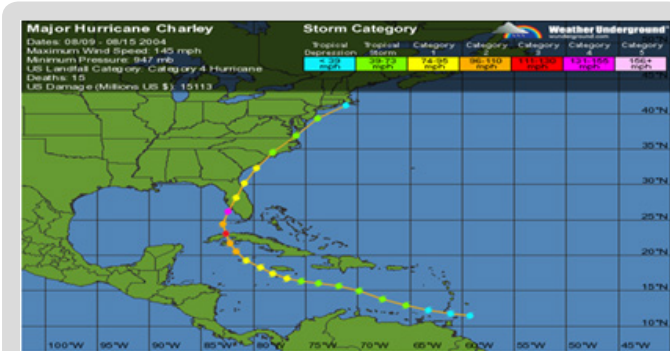 Major Hurricane Charley
Dates: 08/09 - 08/15 2004
Maximum Wind Speed: 145 mph
Minimum Pressure: 947 mb
US Landfall Category: Category 4 Hurricane
Deaths: 15
US Damage (Millions US $): 15113
Storm Category
Weather Underground
wunderground.com
Tropical Depression
Tropical Storm
Category 1
Category 2
Category 3
Category 4
Category 5
< 39 mph
39-73 mph
74-95 mph
96-110 mph
111-130 mph
131-155 mph
156+ mph
45°N
40°N
35°N
30°N
25°N
20°N
15°N
10°N
100°W 95°W 90°W 85°W 80°W 75°W 70°W 65°W 60°W 55°W 50°W 45°W